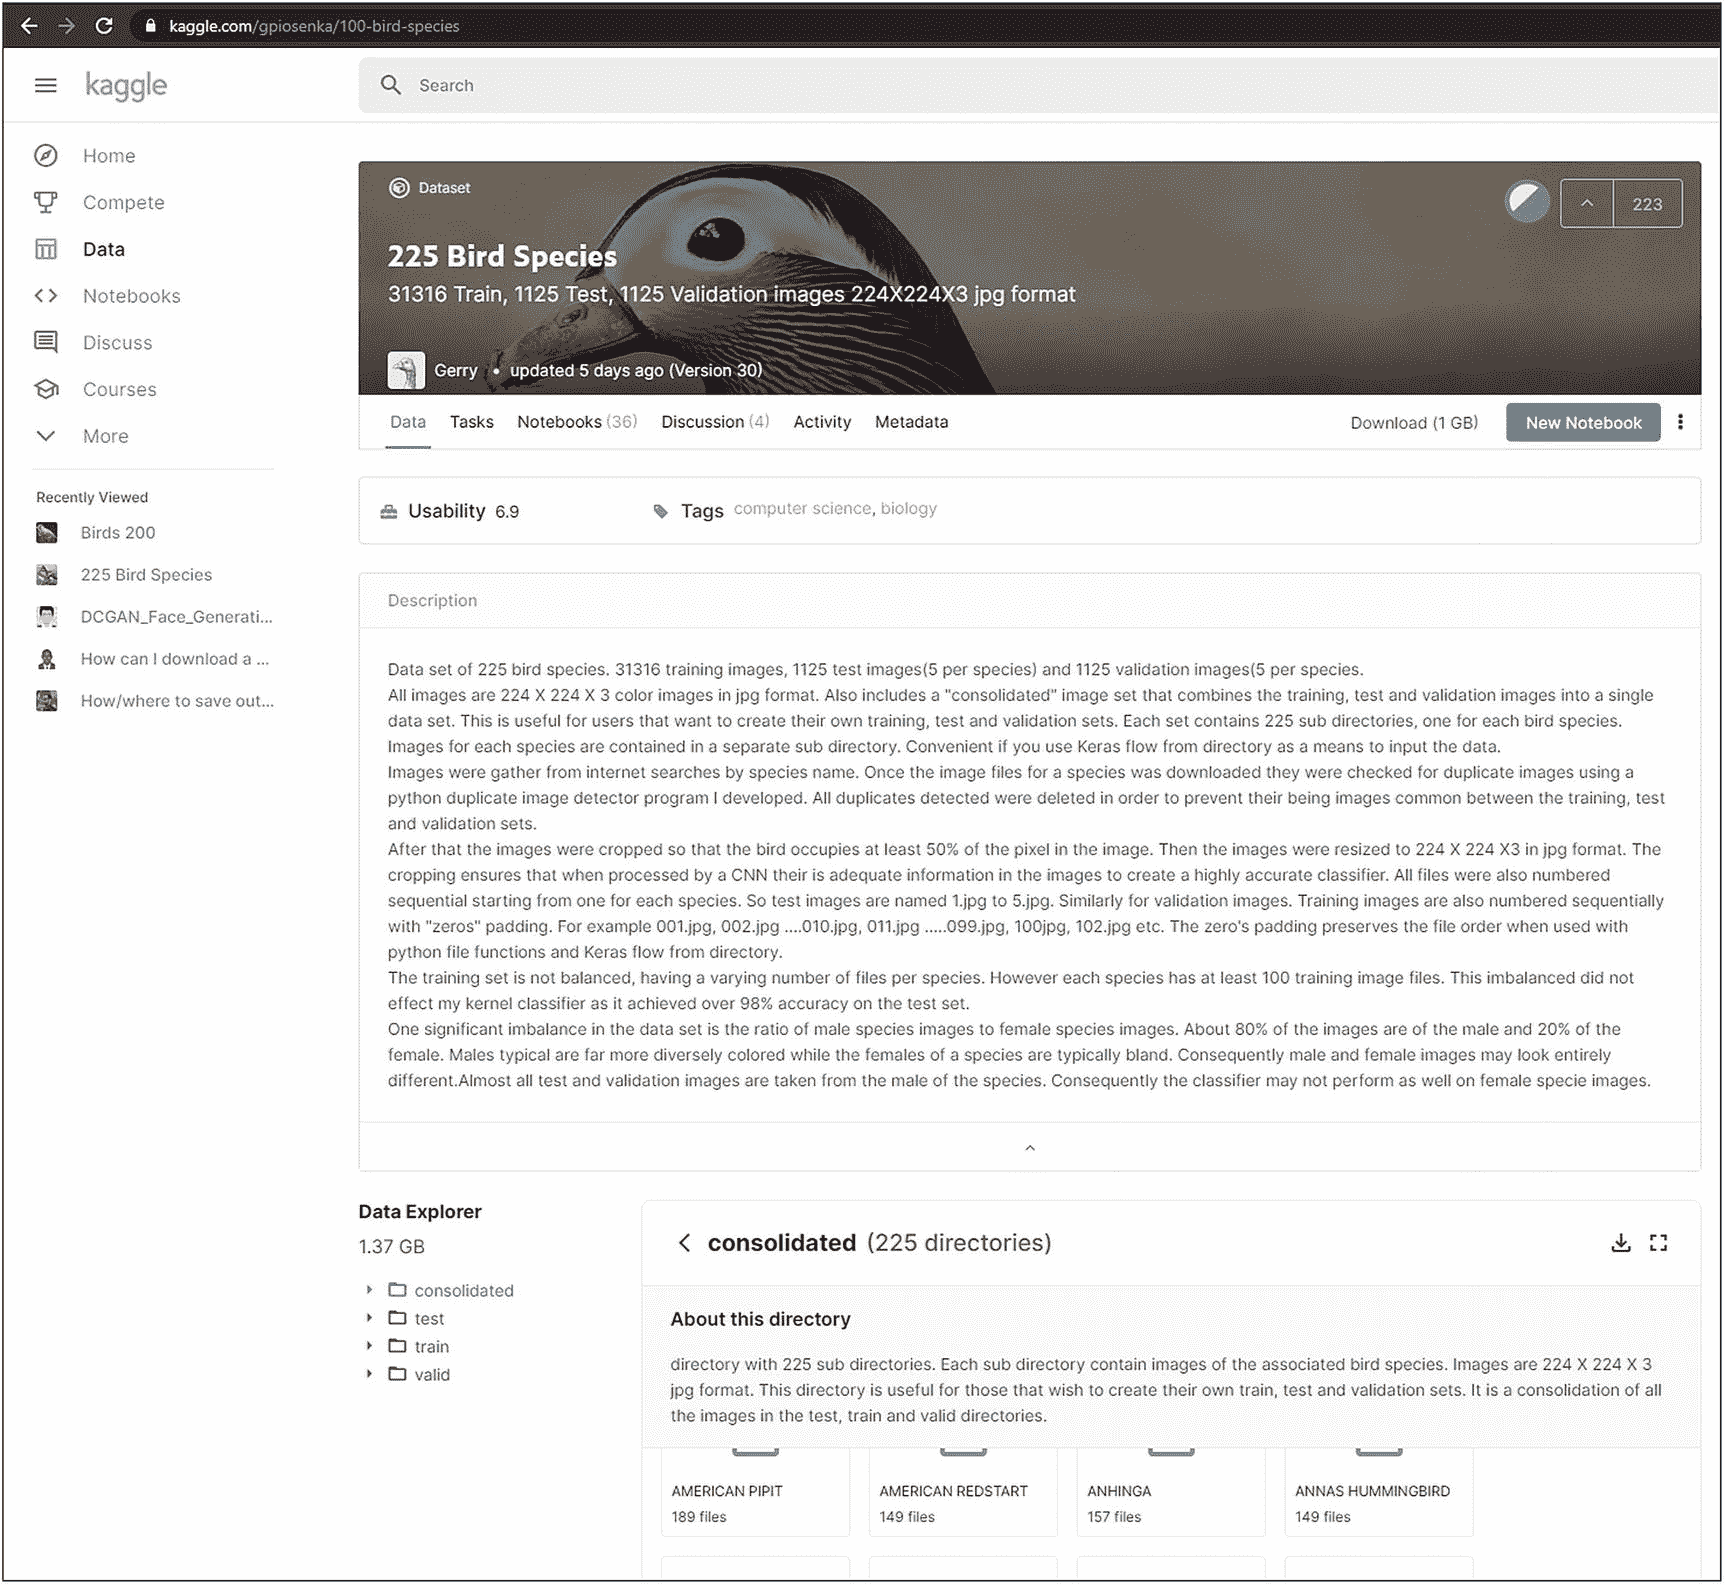 kaggle.com/gpiosenka/100-bird-species
kaggle
Search
Home
Compete
Data
Notebooks
Discuss
Courses
More
Recently Viewed
Birds 200
225 Bird Species
DCGAN_Face_Generati...
How can I download a ...
How/where to save out...
Dataset
223
225 Bird Species
31316 Train, 1125 Test, 1125 Validation images 224X224X3 jpg format
Gerry • updated 5 days ago (Version 30)
Data Tasks Notebooks (36) Discussion (4) Activity Metadata Download (1 GB) New Notebook
Usability 6.9 Tags computer science, biology
Description
Data set of 225 bird species. 31316 training images, 1125 test images(5 per species) and 1125 validation images(5 per species.
All images are 224 X 224 X 3 color images in jpg format. Also includes a "consolidated" image set that combines the training, test and validation images into a single
data set. This is useful for users that want to create their own training, test and validation sets. Each set contains 225 sub directories, one for each bird species.
Images for each species are contained in a separate sub directory. Convenient if you use Keras flow from directory as a means to input the data.
Images were gather from internet searches by species name. Once the image files for a species was downloaded they were checked for duplicate images using a
python duplicate image detector program I developed. All duplicates detected were deleted in order to prevent their being images common between the training, test
and validation sets.
After that the images were cropped so that the bird occupies at least 50% of the pixel in the image. Then the images were resized to 224 X 224 X3 in jpg format. The
cropping ensures that when processed by a CNN their is adequate information in the images to create a highly accurate classifier. All files were also numbered
sequential starting from one for each species. So test images are named 1.jpg to 5.jpg. Similarly for validation images. Training images are also numbered sequentially
with "zeros" padding. For example 001.jpg, 002.jpg ....010.jpg, 011.jpg .....099.jpg, 100jpg, 102.jpg etc. The zero's padding preserves the file order when used with
python file functions and Keras flow from directory.
The training set is not balanced, having a varying number of files per species. However each species has at least 100 training image files. This imbalanced did not
effect my kernel classifier as it achieved over 98% accuracy on the test set.
One significant imbalance in the data set is the ratio of male species images to female species images. About 80% of the images are of the male and 20% of the
female. Males typical are far more diversely colored while the females of a species are typically bland. Consequently male and female images may look entirely
different.Almost all test and validation images are taken from the male of the species. Consequently the classifier may not perform as well on female specie images.
Data Explorer
1.37 GB
consolidated
test
train
valid
consolidated (225 directories)
About this directory
directory with 225 sub directories. Each sub directory contain images of the associated bird species. Images are 224 X 224 X 3
jpg format. This directory is useful for those that wish to create their own train, test and validation sets. It is a consolidation of all
the images in the test, train and valid directories.
AMERICAN PIPIT AMERICAN REDSTART ANHINGA ANNAS HUMMINGBIRD
189 files 149 files 157 files 149 files